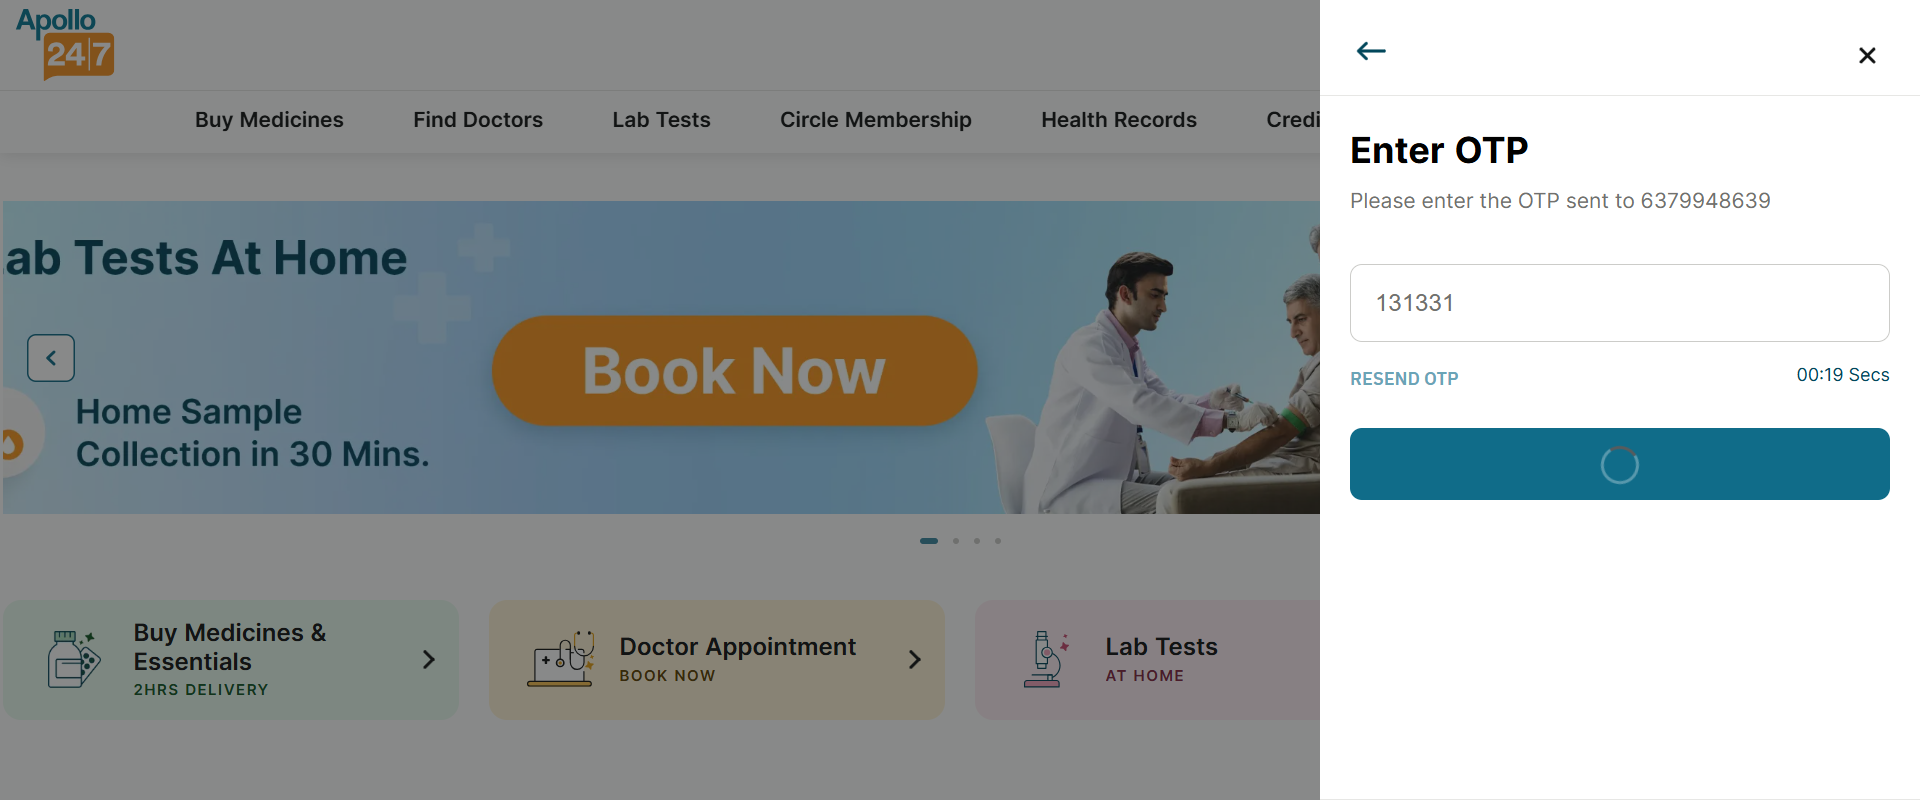 Apollo
24|7
Buy Medicines
Find Doctors
Lab Tests
Circle Membership
Health Records
Credi
ab Tests At Home
Book Now
Home Sample
Collection in 30 Mins.
Buy Medicines &
Essentials
2HRS DELIVERY
Doctor Appointment
BOOK NOW
Lab Tests
AT HOME
Enter OTP
Please enter the OTP sent to 6379948639
131331
RESEND OTP
00:19 Secs